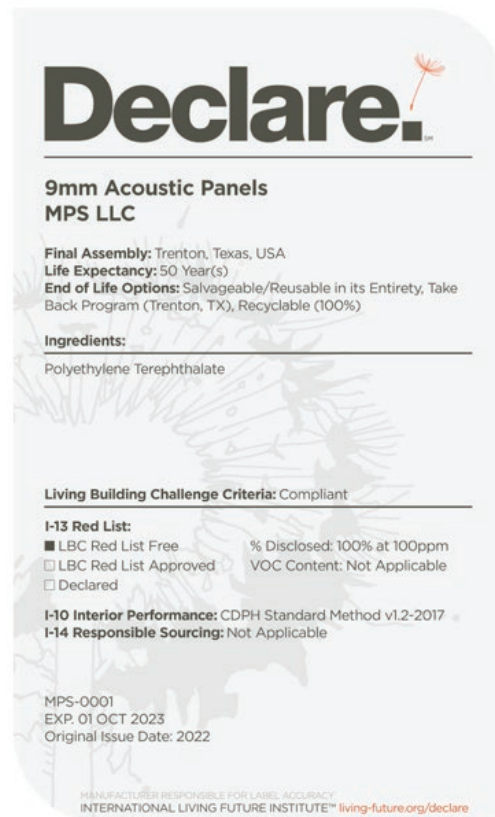 Declare.
SM
9mm Acoustic Panels
MPS LLC
Final Assembly: Trenton, Texas, USA
Life Expectancy: 50 Year(s)
End of Life Options: Salvageable/Reusable in its Entirety, Take
Back Program (Trenton, TX), Recyclable (100%)
Ingredients:
Polyethylene Terephthalate
Living Building Challenge Criteria: Compliant
I-13 Red List:
■ LBC Red List Free % Disclosed: 100% at 100ppm
□ LBC Red List Approved VOC Content: Not Applicable
□ Declared
I-10 Interior Performance: CDPH Standard Method v1.2-2017
I-14 Responsible Sourcing: Not Applicable
MPS-0001
EXP. 01 OCT 2023
Original Issue Date: 2022
MANUFACTURER RESPONSIBLE FOR LABEL ACCURACY
INTERNATIONAL LIVING FUTURE INSTITUTE™ living-future.org/declare